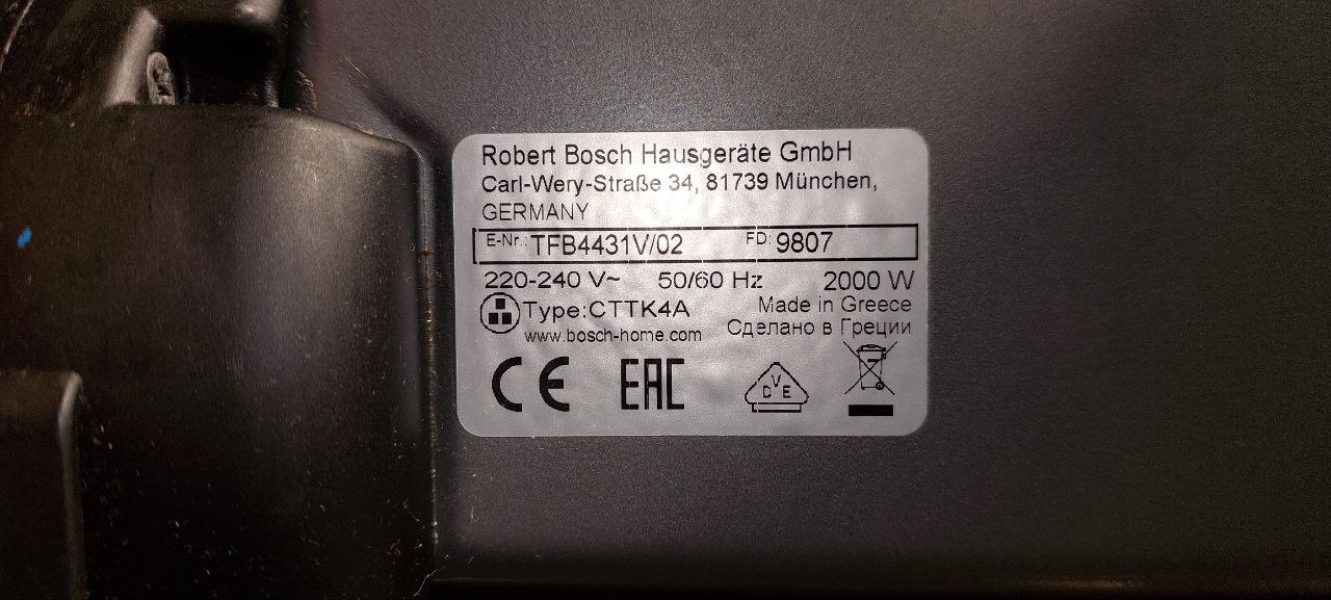 Robert Bosch Hausgeräte GmbH
Carl-Wery-Straße 34, 81739 München,
GERMANY
E-Nr.: TFB4431V/02 FD: 9807
220-240 V~ 50/60 Hz 2000 W
Type:CTTK4A Made in Greece
www.bosch-home.com Сделано в Греции
CE EAC DVE